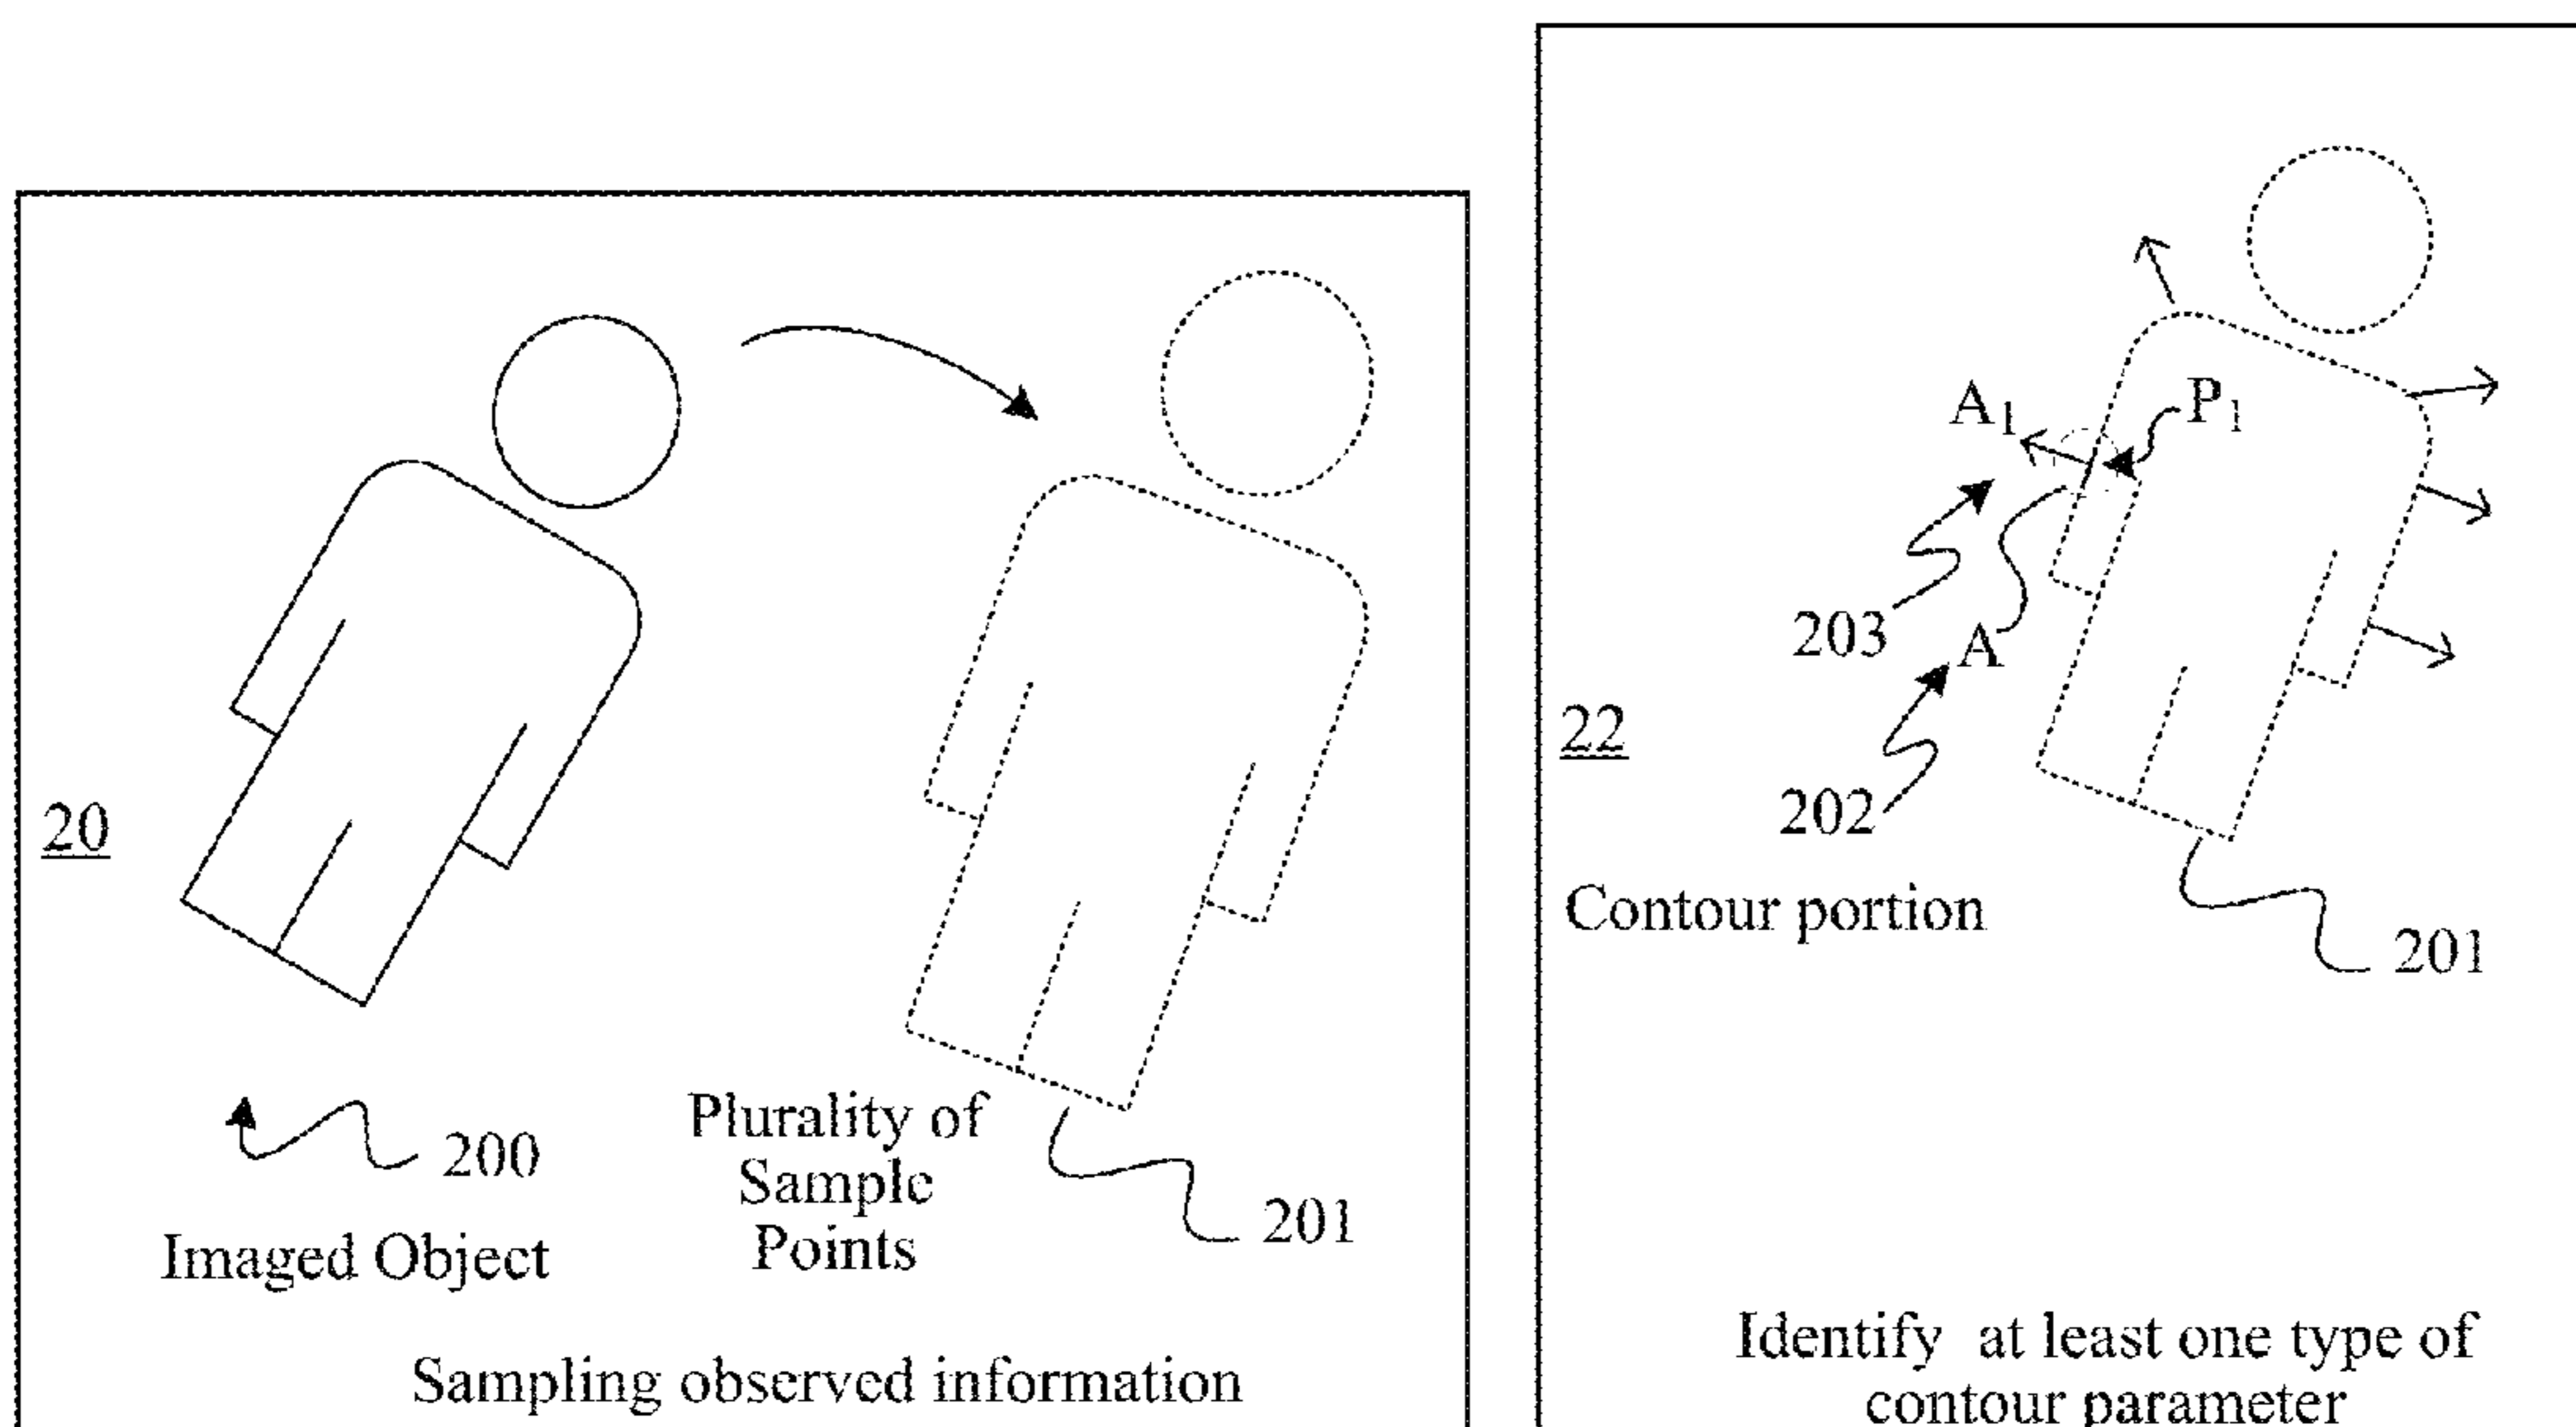 20
200
Imaged Object
Plurality of
Sample
Points
201
Sampling observed information
A1
P1
203
A
202
22
Contour portion
201
Identify at least one type of
contour parameter